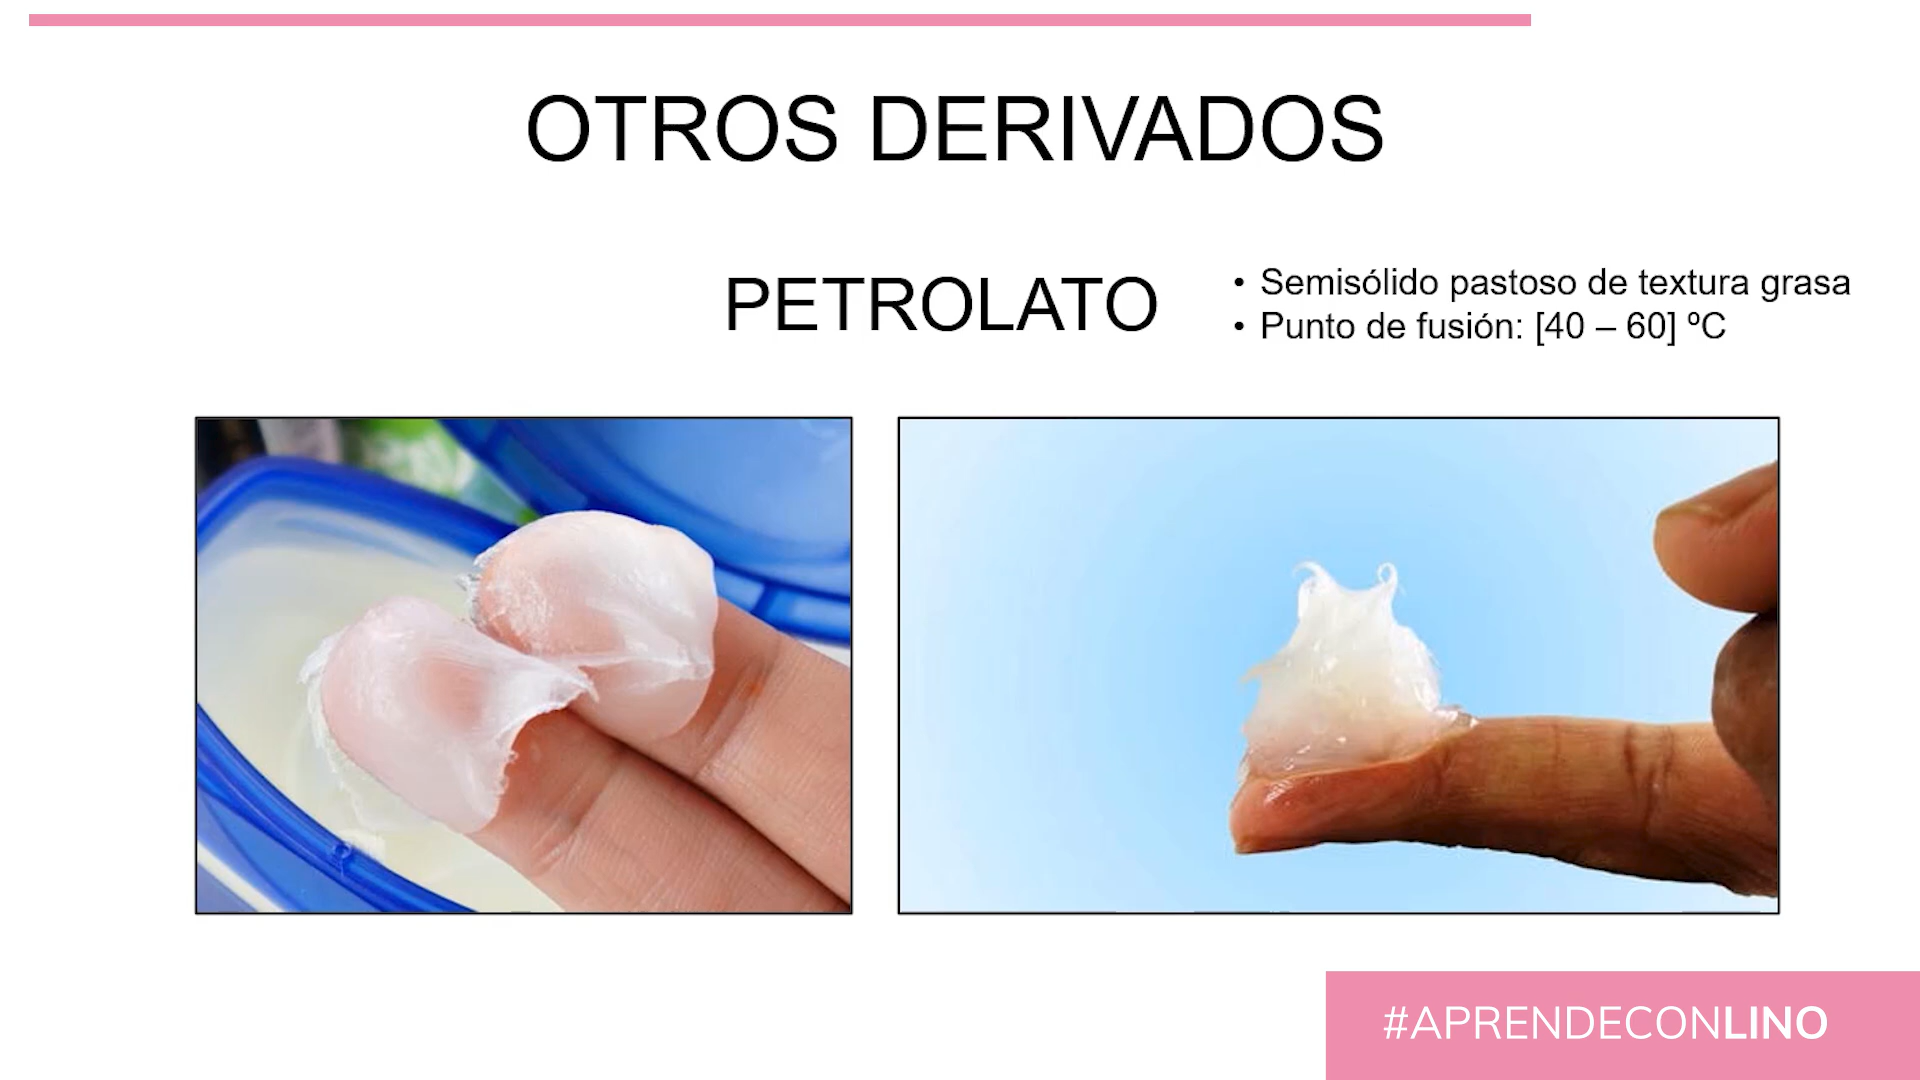 OTROS DERIVADOS
PETROLATO
• Semisólido pastoso de textura grasa
• Punto de fusión: [40 – 60] ºC
#APRENDECONLINO